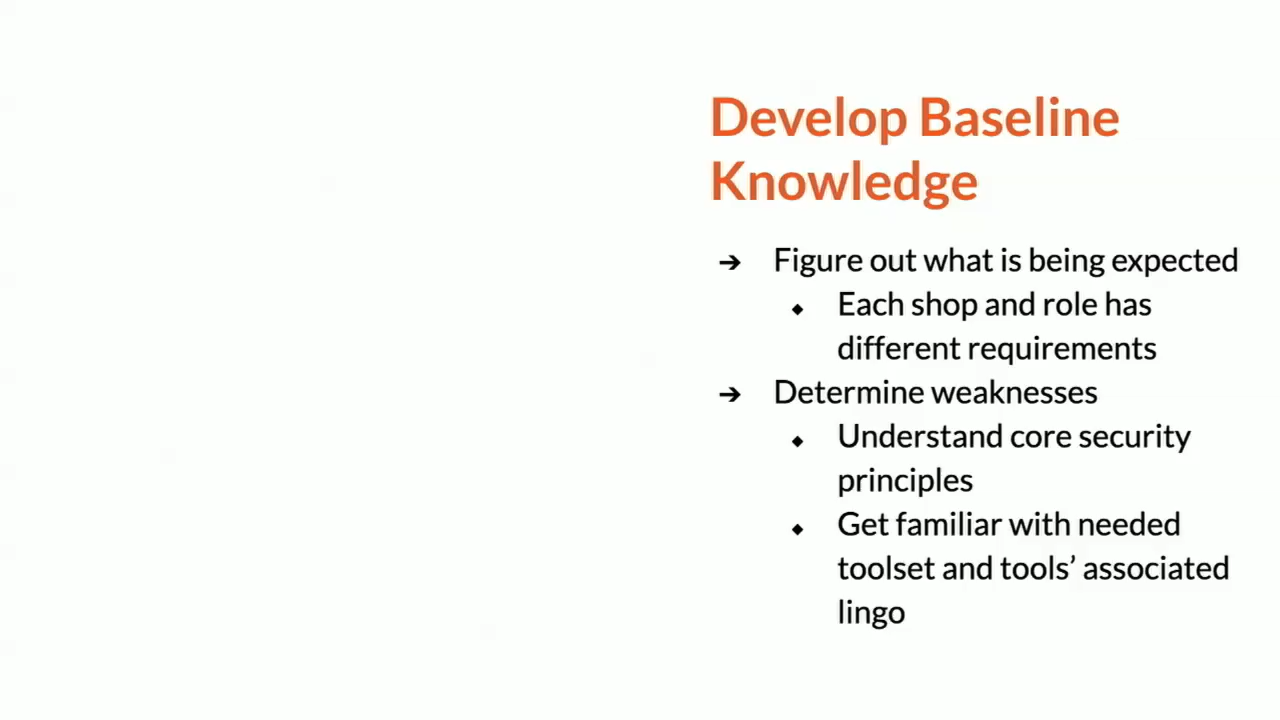 Develop Baseline
Knowledge
➔ Figure out what is being expected
◆ Each shop and role has
different requirements
➔ Determine weaknesses
◆ Understand core security
principles
◆ Get familiar with needed
toolset and tools’ associated
lingo